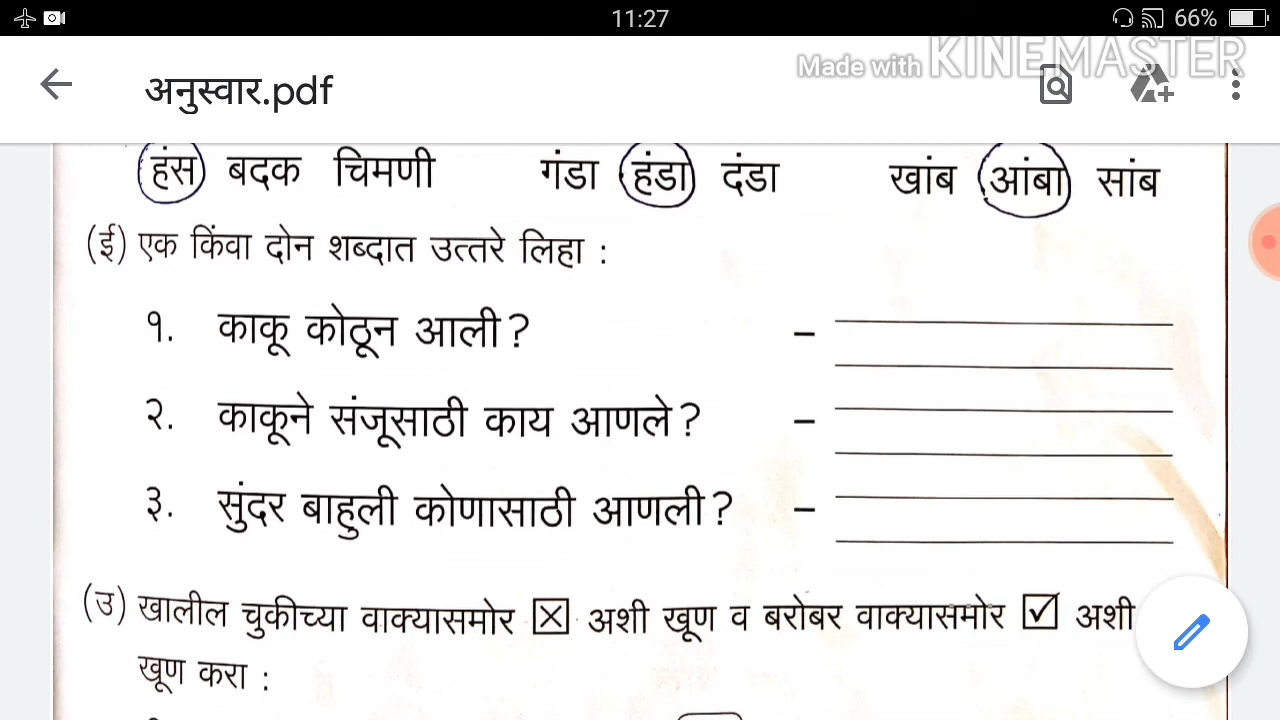 11:27
66%
Made with KINEMASTER
अनुस्वार.pdf
हंस बदक चिमणी गंडा हंडा दंडा खांब आंबा सांब
(ई) एक किंवा दोन शब्दात उत्तरे लिहा :
१. काकू कोठून आली? –
२. काकूने संजूसाठी काय आणले? –
३. सुंदर बाहुली कोणासाठी आणली? –
(उ) खालील चुकीच्या वाक्यासमोर ☒ अशी खूण व बरोबर वाक्यासमोर ☑ अशी
खूण करा :